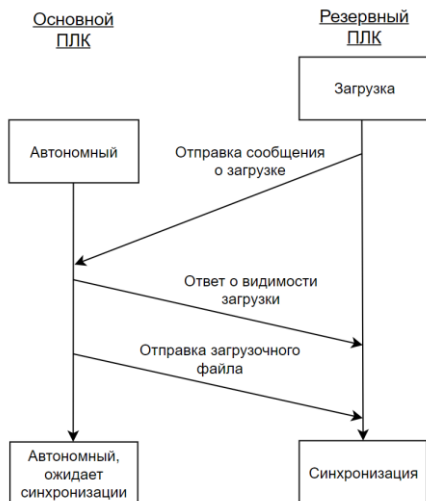 Основной
ПЛК
Резервный
ПЛК
Загрузка
Автономный
Отправка сообщения
о загрузке
Ответ о видимости
загрузки
Отправка загрузочного
файла
Автономный,
ожидает
синхронизации
Синхронизация